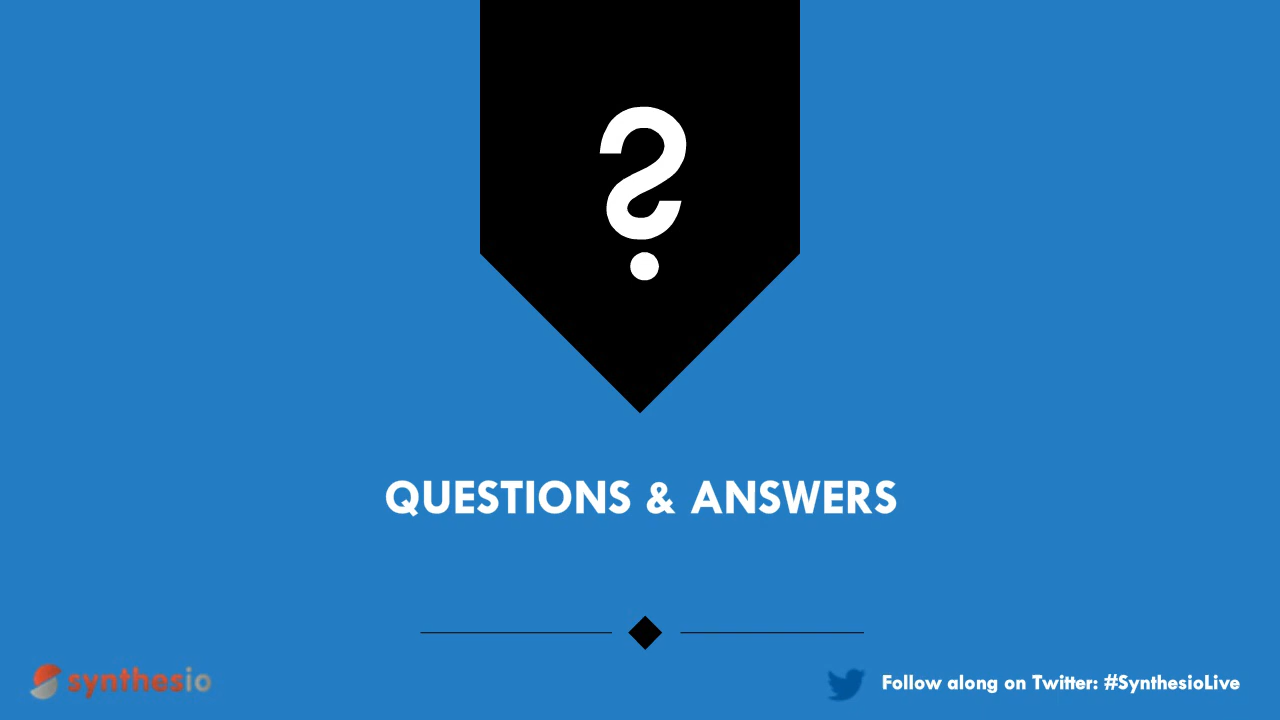 ?
QUESTIONS & ANSWERS
synthesio
Follow along on Twitter: #SynthesioLive